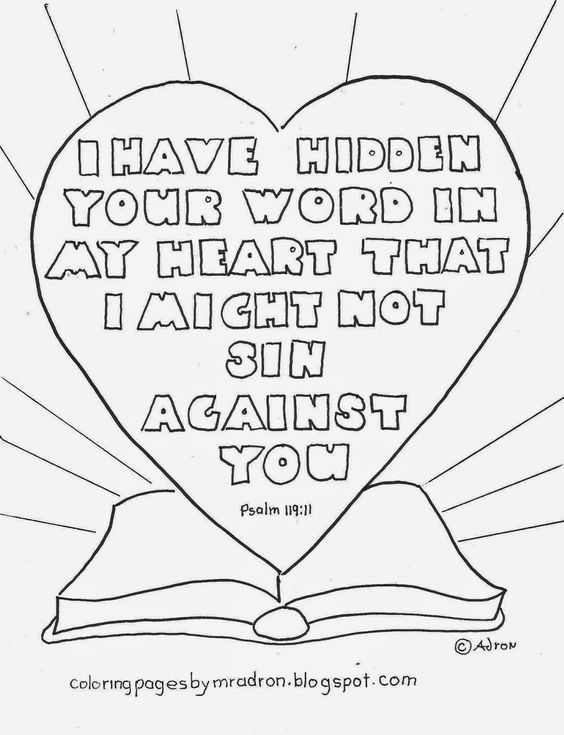 I HAVE HIDDEN
YOUR WORD IN
MY HEART THAT
I MIGHT NOT
SIN
AGAINST
YOU
Psalm 119:11
© Adron
coloringpagesbymradron.blogspot.com